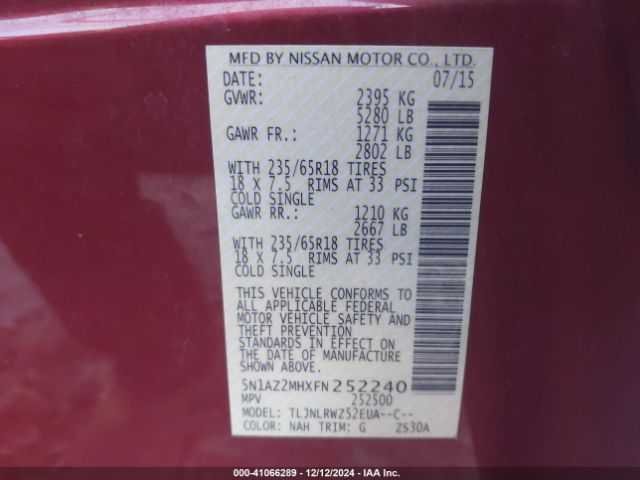 MFD BY NISSAN MOTOR CO., LTD.
DATE: 07/15
GVWR: 2395 KG
5280 LB
GAWR FR.: 1271 KG
2802 LB
WITH 235/65R18 TIRES
18 X 7.5 RIMS AT 33 PSI
COLD SINGLE
GAWR RR.: 1210 KG
2667 LB
WITH 235/65R18 TIRES
18 X 7.5 RIMS AT 33 PSI
COLD SINGLE
THIS VEHICLE CONFORMS TO
ALL APPLICABLE FEDERAL
MOTOR VEHICLE SAFETY AND
THEFT PREVENTION
STANDARDS IN EFFECT ON
THE DATE OF MANUFACTURE
SHOWN ABOVE.
5N1AZ2MHXFN252240
MPV 252500
MODEL: TLJNLRWZ52EUA--C--
COLOR: NAH TRIM: G 2S30A
000-41066289 - 12/12/2024 - IAA Inc.